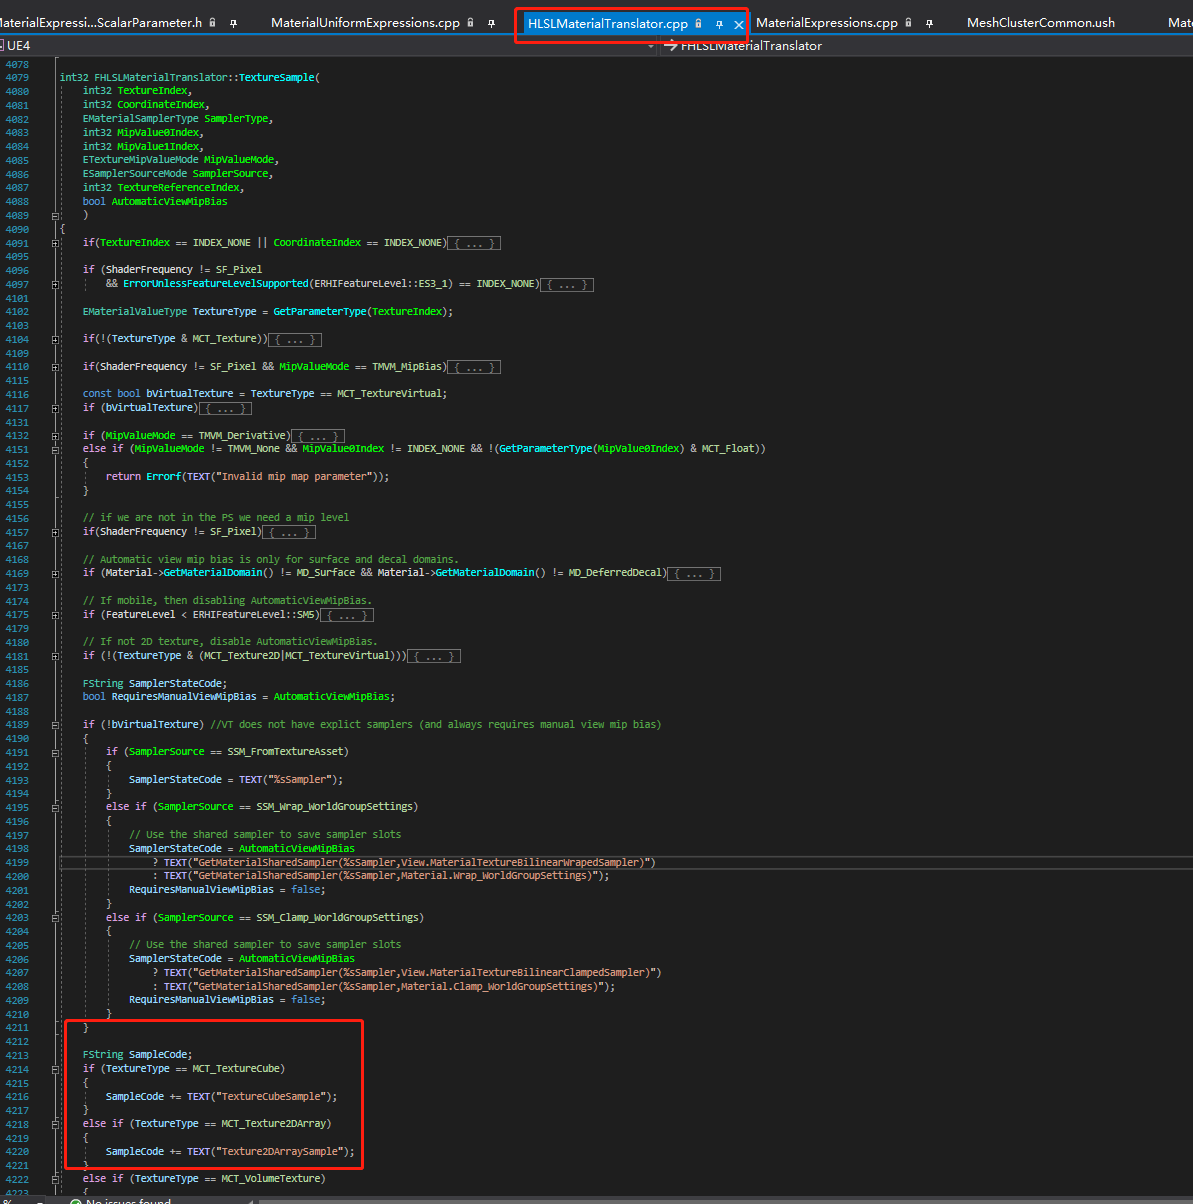 MaterialExpressi...ScalarParameter.h
MaterialUniformExpressions.cpp
HLSLMaterialTranslator.cpp
MaterialExpressions.cpp
MeshClusterCommon.ush
Mate
UE4
FHLSLMaterialTranslator
4078
4079 int32 FHLSLMaterialTranslator::TextureSample(
4080 int32 TextureIndex,
4081 int32 CoordinateIndex,
4082 EMaterialSamplerType SamplerType,
4083 int32 MipValue0Index,
4084 int32 MipValue1Index,
4085 ETextureMipValueMode MipValueMode,
4086 ESamplerSourceMode SamplerSource,
4087 int32 TextureReferenceIndex,
4088 bool AutomaticViewMipBias
4089 )
4090 {
4091 if(TextureIndex == INDEX_NONE || CoordinateIndex == INDEX_NONE){ ... }
4095
4096 if (ShaderFrequency != SF_Pixel
4097 && ErrorUnlessFeatureLevelSupported(ERHIFeatureLevel::ES3_1) == INDEX_NONE){ ... }
4101
4102 EMaterialValueType TextureType = GetParameterType(TextureIndex);
4103
4104 if(!(TextureType & MCT_Texture)){ ... }
4109
4110 if(ShaderFrequency != SF_Pixel && MipValueMode == TMVM_MipBias){ ... }
4115
4116 const bool bVirtualTexture = TextureType == MCT_TextureVirtual;
4117 if (bVirtualTexture){ ... }
4131
4132 if (MipValueMode == TMVM_Derivative){ ... }
4151 else if (MipValueMode != TMVM_None && MipValue0Index != INDEX_NONE && !(GetParameterType(MipValue0Index) & MCT_Float))
4152 {
4153 return Errorf(TEXT("Invalid mip map parameter"));
4154 }
4155
4156 // if we are not in the PS we need a mip level
4157 if(ShaderFrequency != SF_Pixel){ ... }
4167
4168 // Automatic view mip bias is only for surface and decal domains.
4169 if (Material->GetMaterialDomain() != MD_Surface && Material->GetMaterialDomain() != MD_DeferredDecal){ ... }
4173
4174 // If mobile, then disabling AutomaticViewMipBias.
4175 if (FeatureLevel < ERHIFeatureLevel::SM5){ ... }
4179
4180 // If not 2D texture, disable AutomaticViewMipBias.
4181 if (!(TextureType & (MCT_Texture2D|MCT_TextureVirtual))){ ... }
4185
4186 FString SamplerStateCode;
4187 bool RequiresManualViewMipBias = AutomaticViewMipBias;
4188
4189 if (!bVirtualTexture) //VT does not have explict samplers (and always requires manual view mip bias)
4190 {
4191 if (SamplerSource == SSM_FromTextureAsset)
4192 {
4193 SamplerStateCode = TEXT("%sSampler");
4194 }
4195 else if (SamplerSource == SSM_Wrap_WorldGroupSettings)
4196 {
4197 // Use the shared sampler to save sampler slots
4198 SamplerStateCode = AutomaticViewMipBias
4199 ? TEXT("GetMaterialSharedSampler(%sSampler,View.MaterialTextureBilinearWrapedSampler)")
4200 : TEXT("GetMaterialSharedSampler(%sSampler,Material.Wrap_WorldGroupSettings)");
4201 RequiresManualViewMipBias = false;
4202 }
4203 else if (SamplerSource == SSM_Clamp_WorldGroupSettings)
4204 {
4205 // Use the shared sampler to save sampler slots
4206 SamplerStateCode = AutomaticViewMipBias
4207 ? TEXT("GetMaterialSharedSampler(%sSampler,View.MaterialTextureBilinearClampedSampler)")
4208 : TEXT("GetMaterialSharedSampler(%sSampler,Material.Clamp_WorldGroupSettings)");
4209 RequiresManualViewMipBias = false;
4210 }
4211 }
4212
4213 FString SampleCode;
4214 if (TextureType == MCT_TextureCube)
4215 {
4216 SampleCode += TEXT("TextureCubeSample");
4217 }
4218 else if (TextureType == MCT_Texture2DArray)
4219 {
4220 SampleCode += TEXT("Texture2DArraySample");
4221 }
4222 else if (TextureType == MCT_VolumeTexture)
4223 {
% No issues found